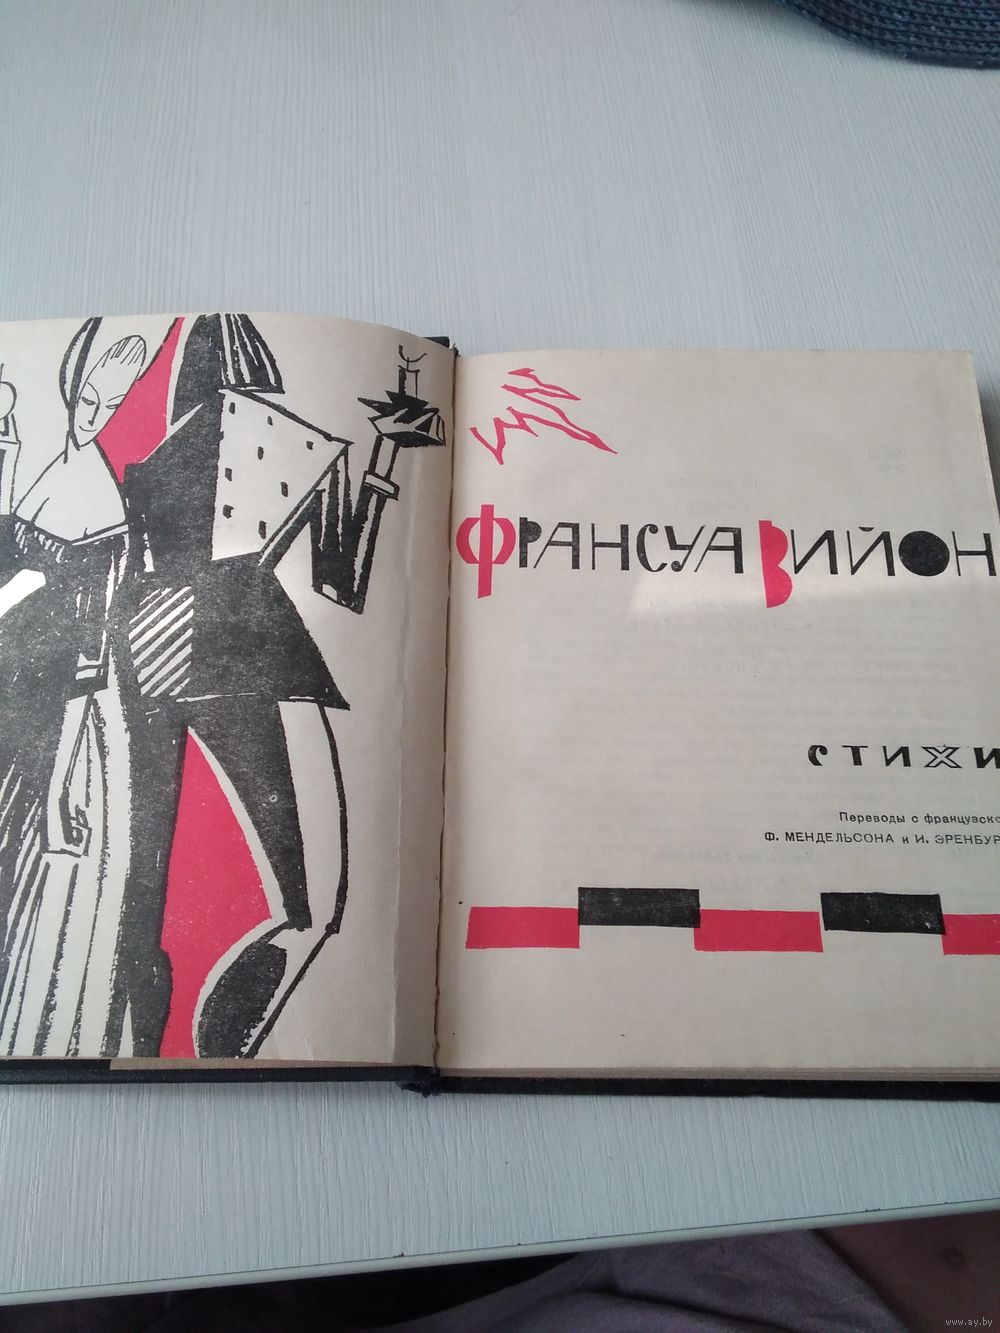 ФРАНСУА ВИЙОН
СТИХИ
Переводы с французско
Ф. МЕНДЕЛЬСОНА и И. ЭРЕНБУР
www.ay.by